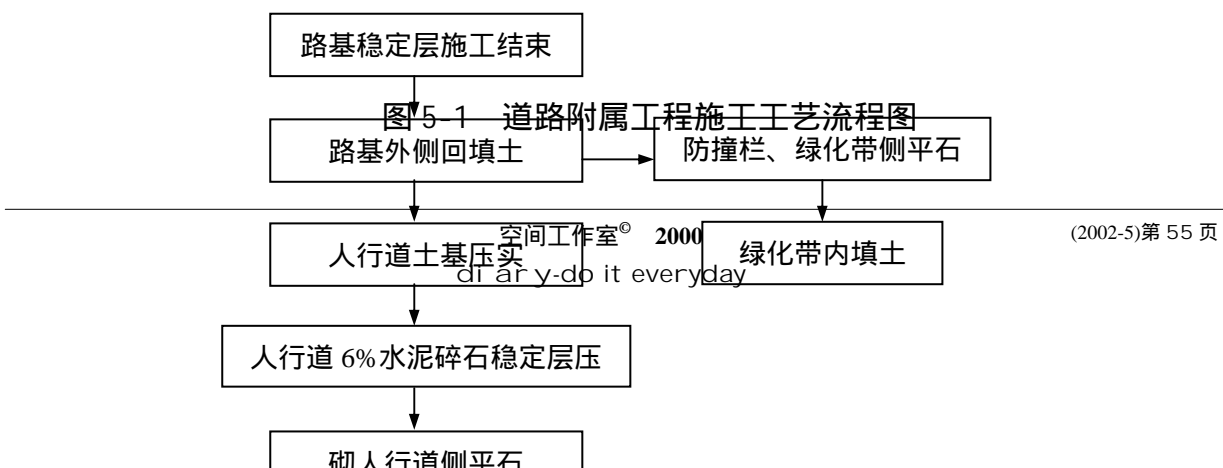 路基稳定层施工结束
图 5-1 道路附属工程施工工艺流程图
路基外侧回填土
防撞栏、绿化带侧平石
空间工作室© 2000
(2002-5)第 55 页
人行道土基压实
绿化带内填土
diary-do it everyday
人行道 6%水泥碎石稳定层压
砌人行道侧平石